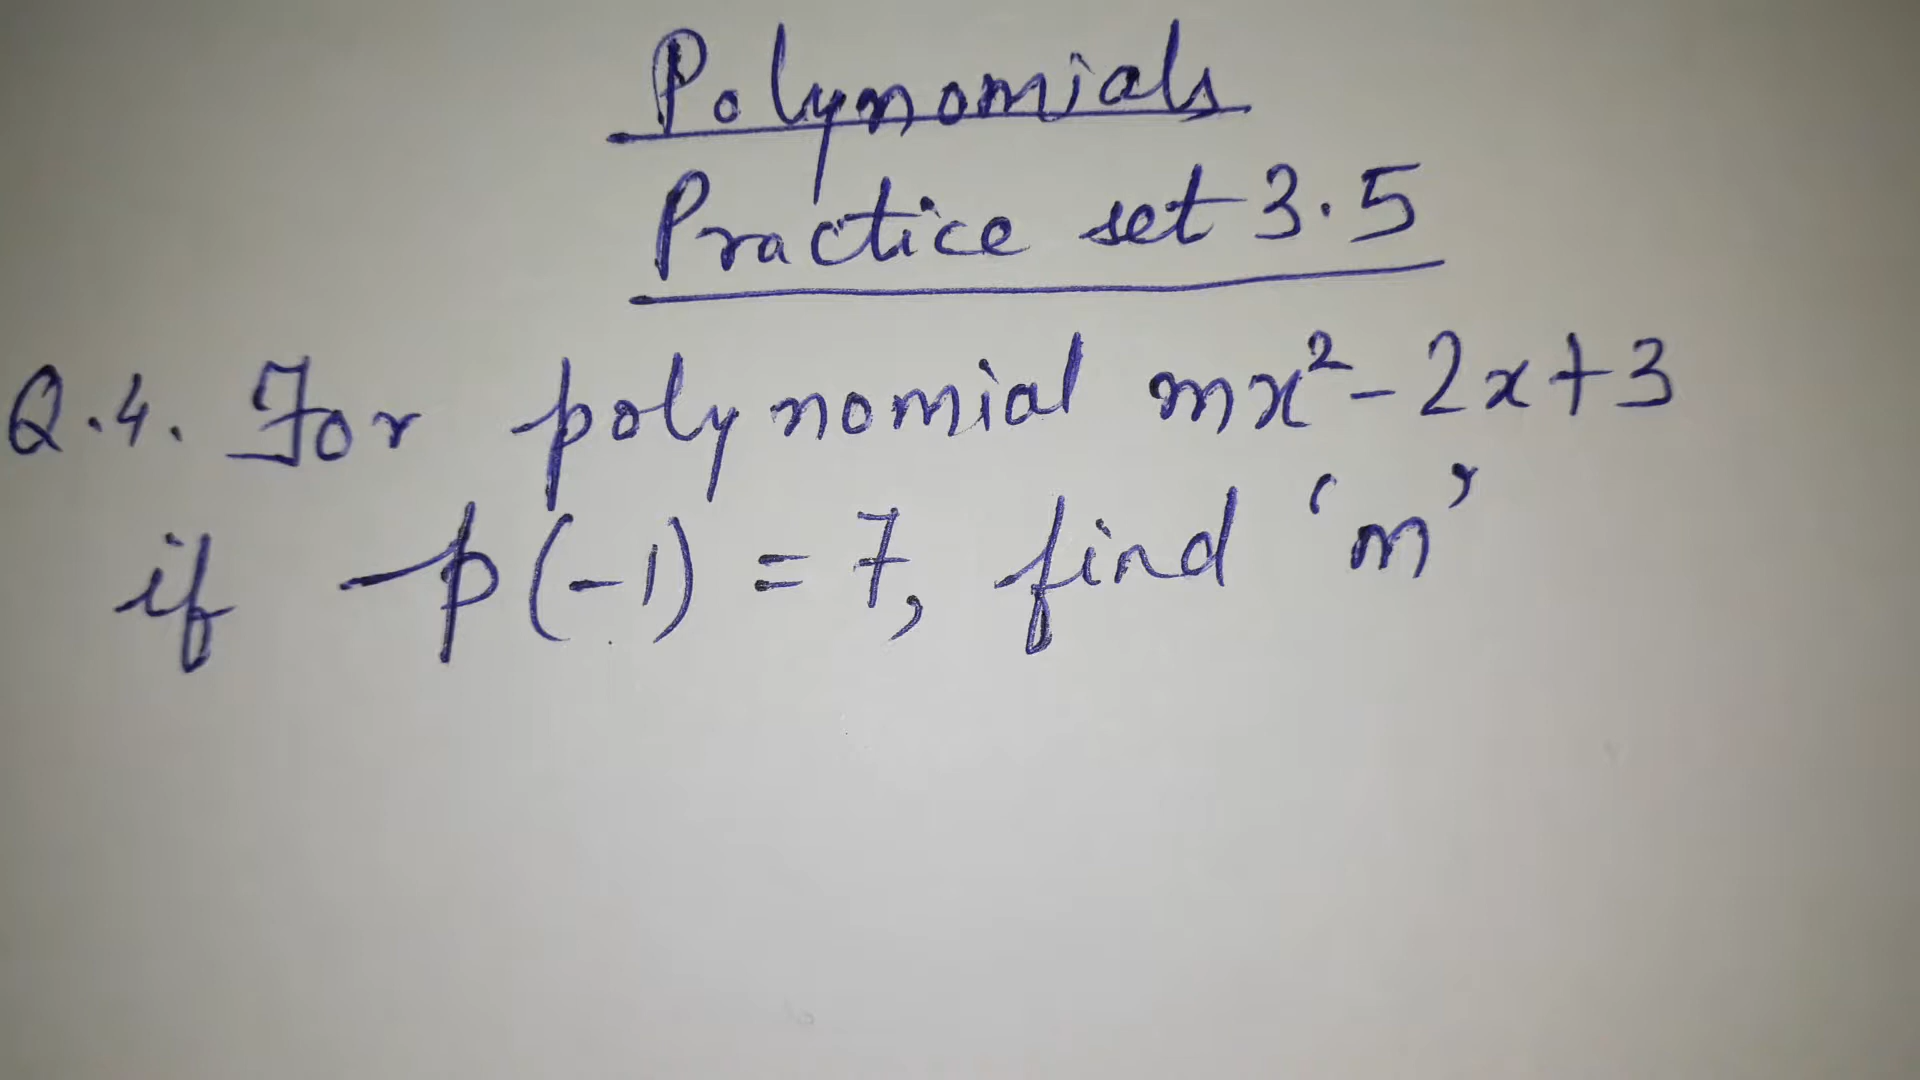 Polynomials
Practice set 3.5
Q.4. For polynomial mx²-2x+3
if p(-1) = 7, find 'm'